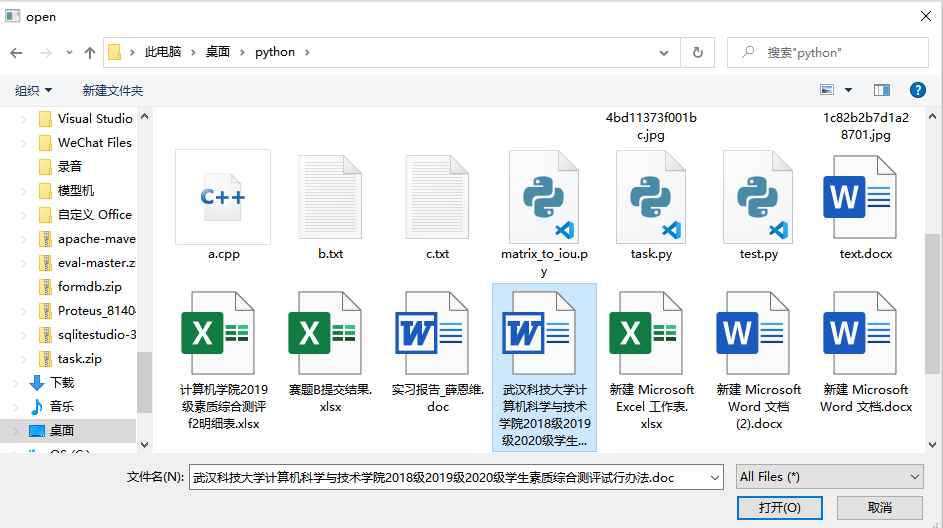 open
此电脑 桌面 python
搜索"python"
组织 新建文件夹
Visual Studio
WeChat Files
录音
模型机
自定义 Office
apache-mave
eval-master.zi
formdb.zip
Proteus_8140
sqlitestudio-3
task.zip
下载
音乐
桌面
4bd11373f001b
c.jpg
1c82b2b7d1a2
8701.jpg
C++
a.cpp
b.txt
c.txt
matrix_to_iou.p
y
task.py
test.py
W
text.docx
X
计算机学院2019
级素质综合测评
f2明细表.xlsx
X
赛题B提交结果.
xlsx
W
实习报告_薛恩维.
doc
W
武汉科技大学计
算机科学与技术
学院2018级2019
级2020级学生...
X
新建 Microsoft
Excel 工作表.
xlsx
W
新建 Microsoft
Word 文档
(2).docx
W
新建 Microsoft
Word 文档.docx
文件名(N): 武汉科技大学计算机科学与技术学院2018级2019级2020级学生素质综合测评试行办法.doc
All Files (*)
打开(O) 取消